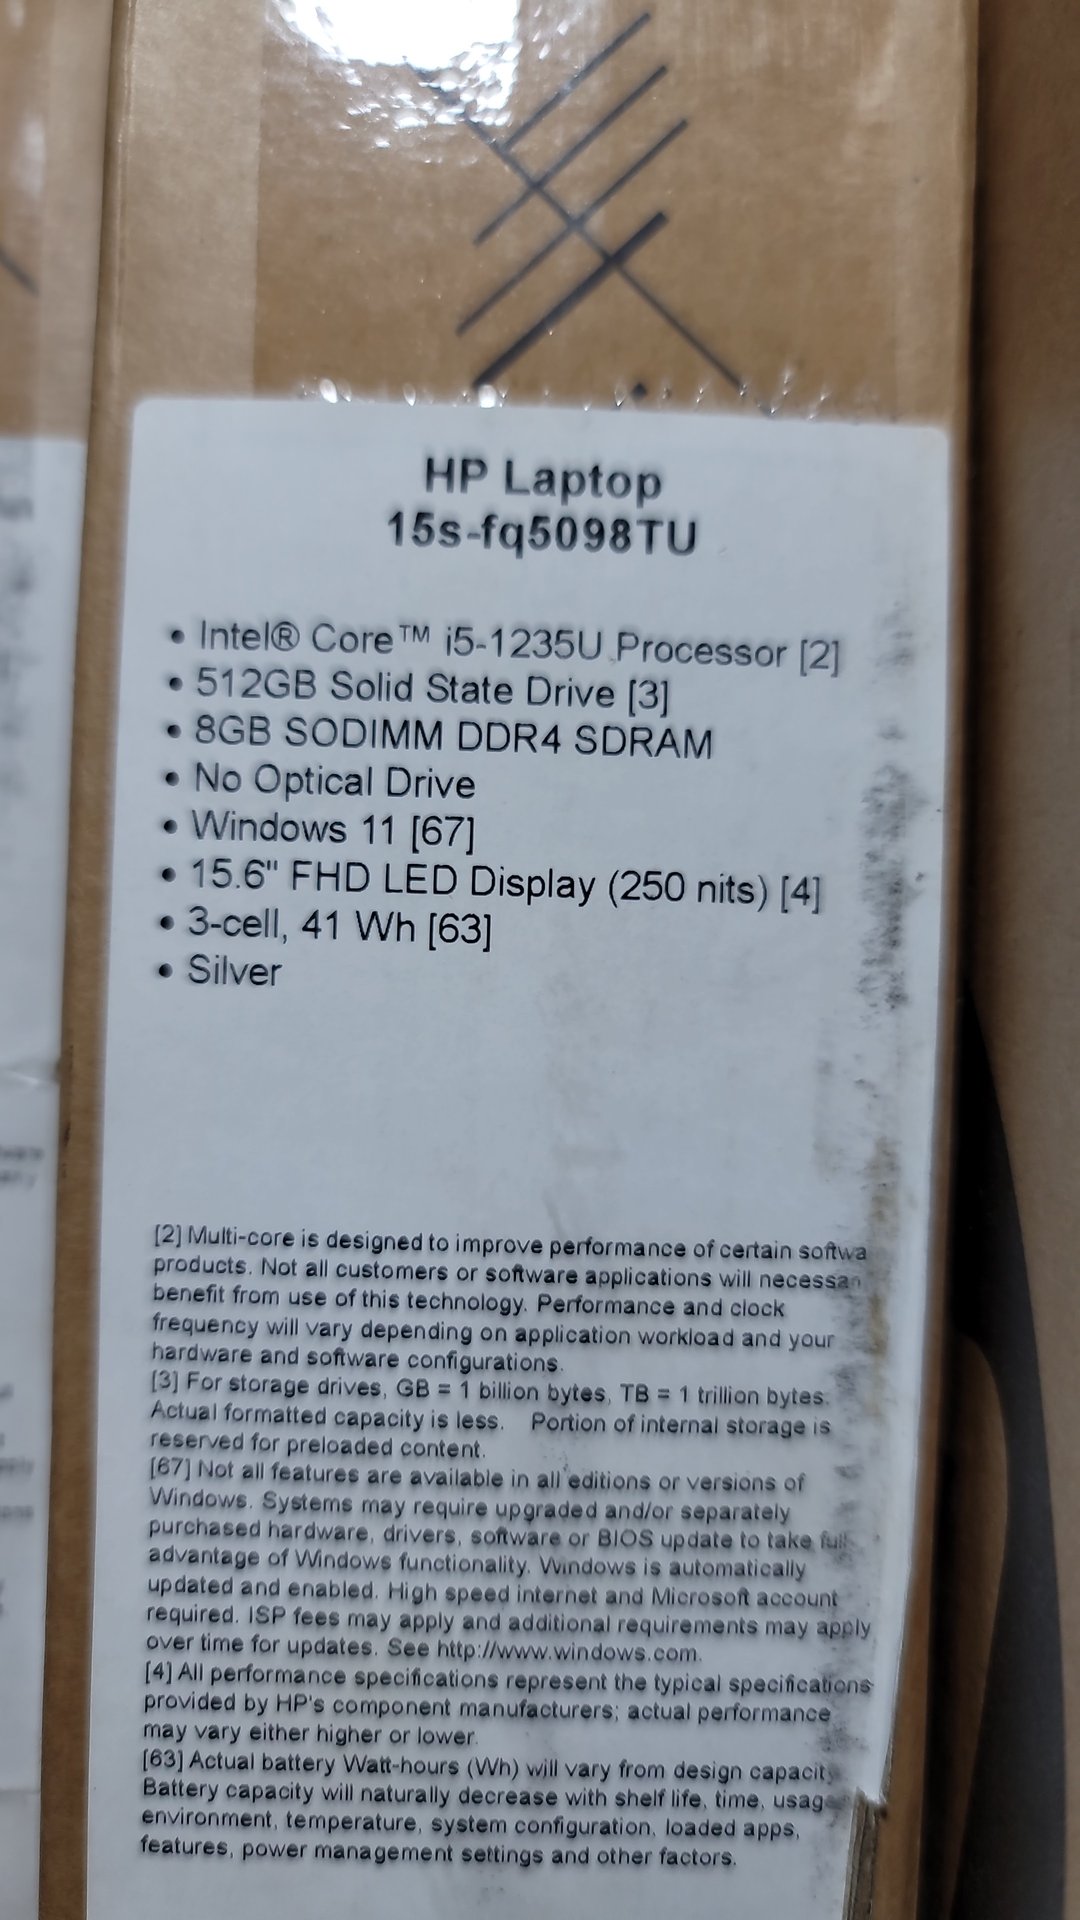 HP Laptop
15s-fq5098TU
• Intel® Core™ i5-1235U Processor [2]
• 512GB Solid State Drive [3]
• 8GB SODIMM DDR4 SDRAM
• No Optical Drive
• Windows 11 [67]
• 15.6" FHD LED Display (250 nits) [4]
• 3-cell, 41 Wh [63]
• Silver
[2] Multi-core is designed to improve performance of certain softwa
products. Not all customers or software applications will necessar
benefit from use of this technology. Performance and clock
frequency will vary depending on application workload and your
hardware and software configurations.
[3] For storage drives, GB = 1 billion bytes, TB = 1 trillion bytes.
Actual formatted capacity is less. Portion of internal storage is
reserved for preloaded content.
[67] Not all features are available in all editions or versions of
Windows. Systems may require upgraded and/or separately
purchased hardware, drivers, software or BIOS update to take full
advantage of Windows functionality. Windows is automatically
updated and enabled. High speed internet and Microsoft account
required. ISP fees may apply and additional requirements may apply
over time for updates. See http://www.windows.com.
[4] All performance specifications represent the typical specifications
provided by HP's component manufacturers; actual performance
may vary either higher or lower.
[63] Actual battery Watt-hours (Wh) will vary from design capacity.
Battery capacity will naturally decrease with shelf life, time, usage,
environment, temperature, system configuration, loaded apps,
features, power management settings and other factors.